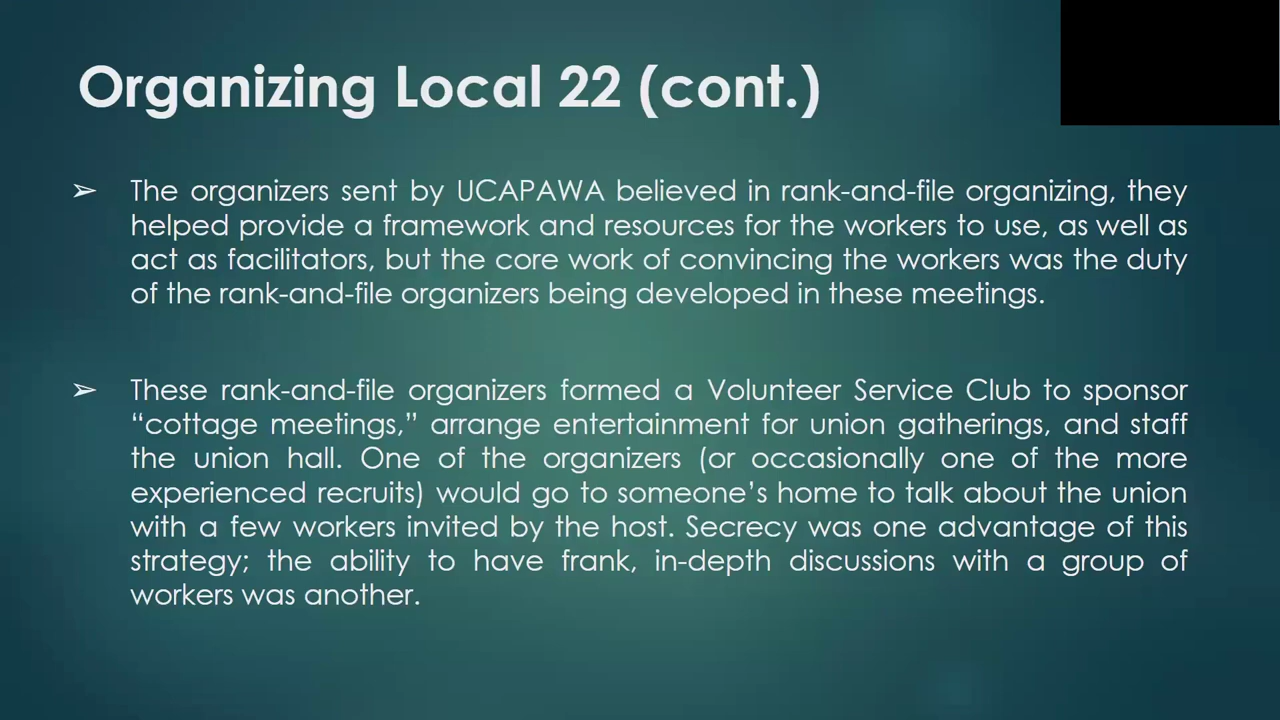 Organizing Local 22 (cont.)
➢ The organizers sent by UCAPAWA believed in rank-and-file organizing, they
helped provide a framework and resources for the workers to use, as well as
act as facilitators, but the core work of convincing the workers was the duty
of the rank-and-file organizers being developed in these meetings.
➢ These rank-and-file organizers formed a Volunteer Service Club to sponsor
“cottage meetings,” arrange entertainment for union gatherings, and staff
the union hall. One of the organizers (or occasionally one of the more
experienced recruits) would go to someone’s home to talk about the union
with a few workers invited by the host. Secrecy was one advantage of this
strategy; the ability to have frank, in-depth discussions with a group of
workers was another.